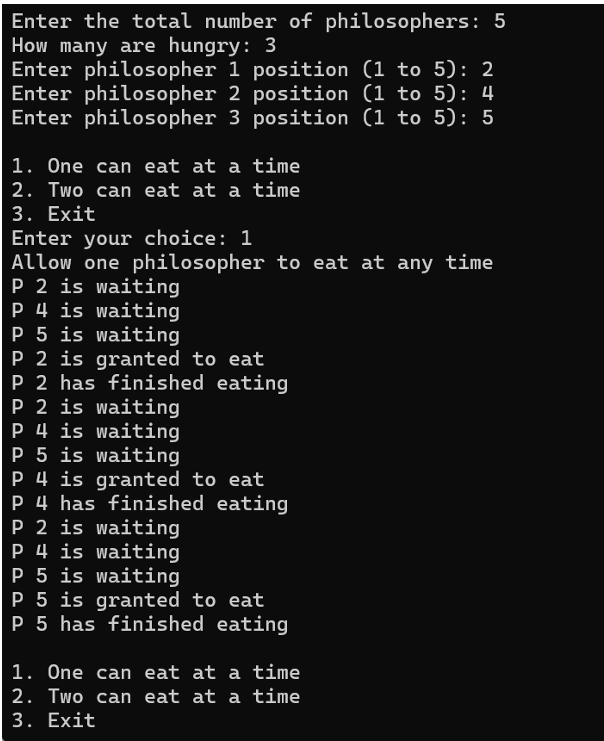 Enter the total number of philosophers: 5
How many are hungry: 3
Enter philosopher 1 position (1 to 5): 2
Enter philosopher 2 position (1 to 5): 4
Enter philosopher 3 position (1 to 5): 5

1. One can eat at a time
2. Two can eat at a time
3. Exit
Enter your choice: 1
Allow one philosopher to eat at any time
P 2 is waiting
P 4 is waiting
P 5 is waiting
P 2 is granted to eat
P 2 has finished eating
P 2 is waiting
P 4 is waiting
P 5 is waiting
P 4 is granted to eat
P 4 has finished eating
P 2 is waiting
P 4 is waiting
P 5 is waiting
P 5 is granted to eat
P 5 has finished eating

1. One can eat at a time
2. Two can eat at a time
3. Exit